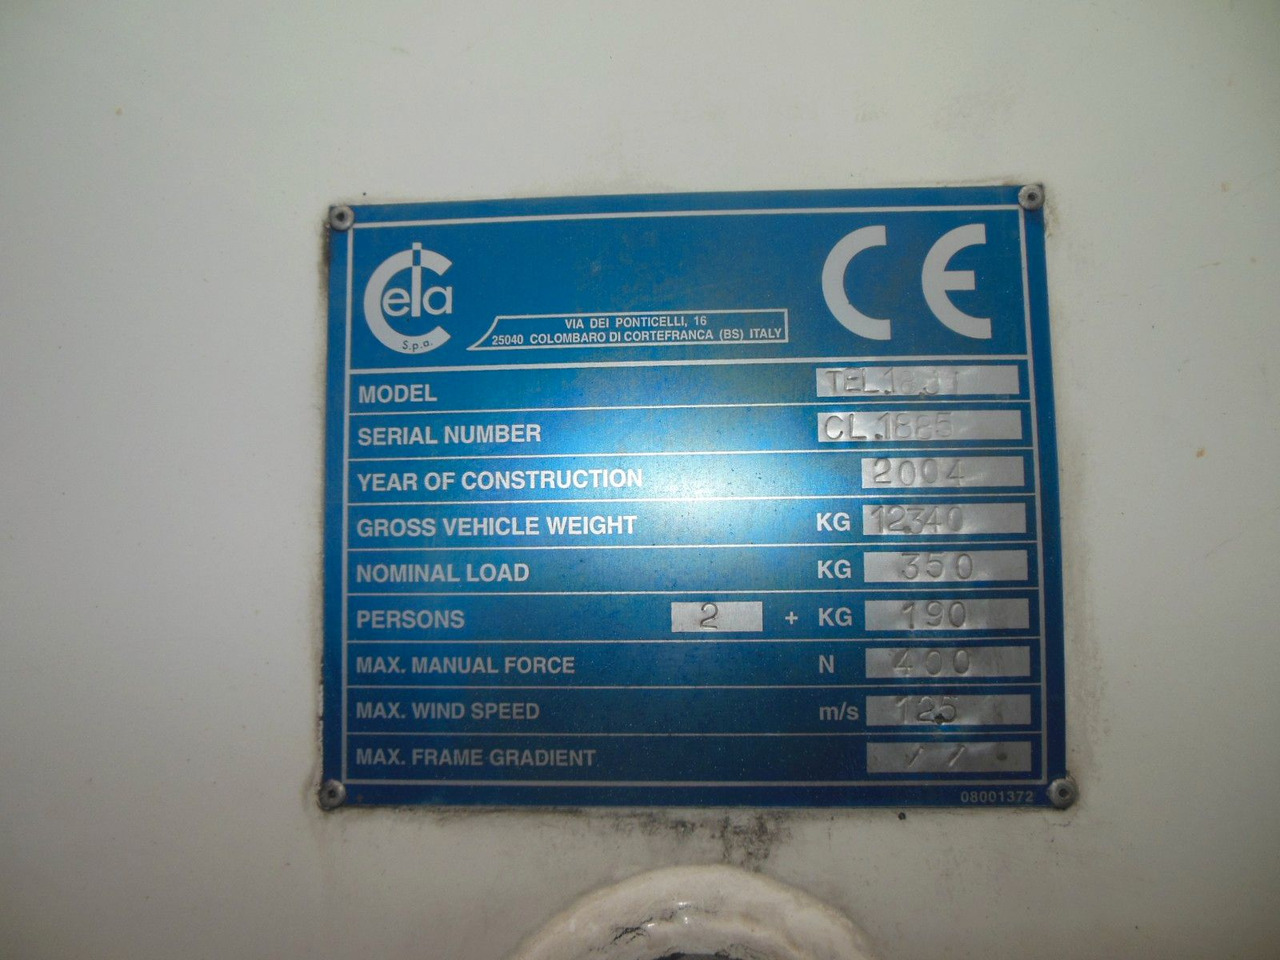 Cela
S.p.a.
CE
VIA DEI PONTICELLI, 16
25040 COLOMBARO DI CORTEFRANCA (BS) ITALY
MODEL
SERIAL NUMBER CL.1885
YEAR OF CONSTRUCTION 2004
GROSS VEHICLE WEIGHT KG 12340
NOMINAL LOAD KG 350
PERSONS 2 + KG 190
MAX. MANUAL FORCE N 400
MAX. WIND SPEED m/s 12.5
MAX. FRAME GRADIENT / /
08001372